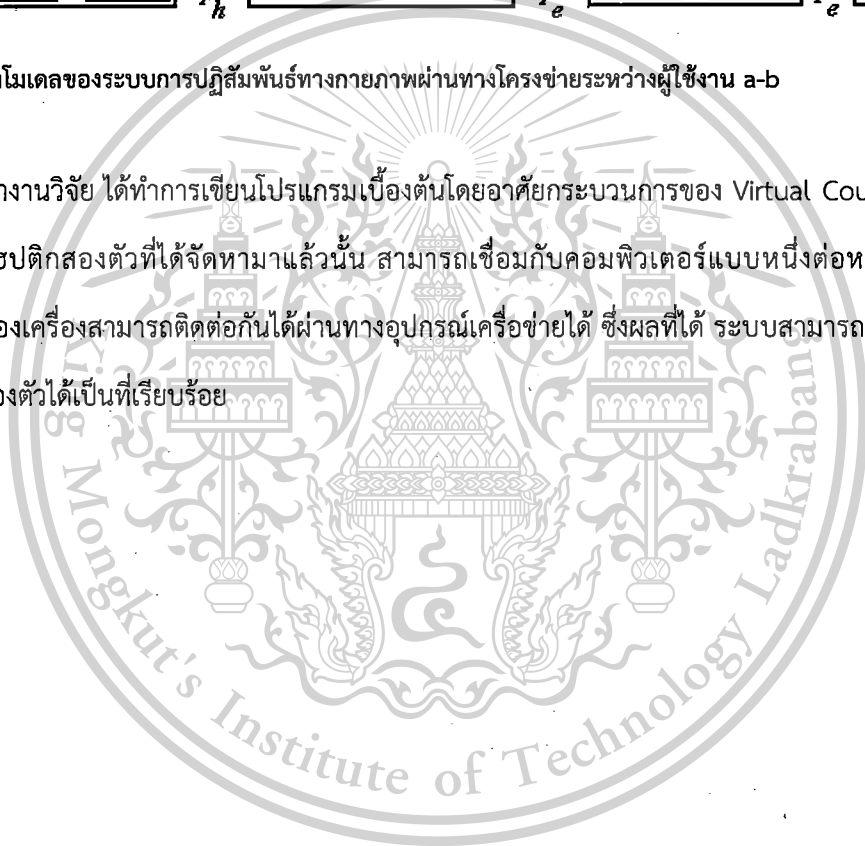 โมเดลของระบบการปฏิสัมพันธ์ทางกายภาพผ่านทางโครงข่ายระหว่างผู้ใช้งาน a-b
งานวิจัย ได้ทำการเขียนโปรแกรมเบื้องต้นโดยอาศัยกระบวนการของ Virtual Cou
ฮปติกสองตัวที่ได้จัดหามาแล้วนั้น สามารถเชื่อมกับคอมพิวเตอร์แบบหนึ่งต่อห
องเครื่องสามารถติดต่อกันได้ผ่านทางอุปกรณ์เครือข่ายได้ ซึ่งผลที่ได้ ระบบสามารถ
องตัวได้เป็นที่เรียบร้อย
King Mongkut's Institute of Technology Ladkrabang